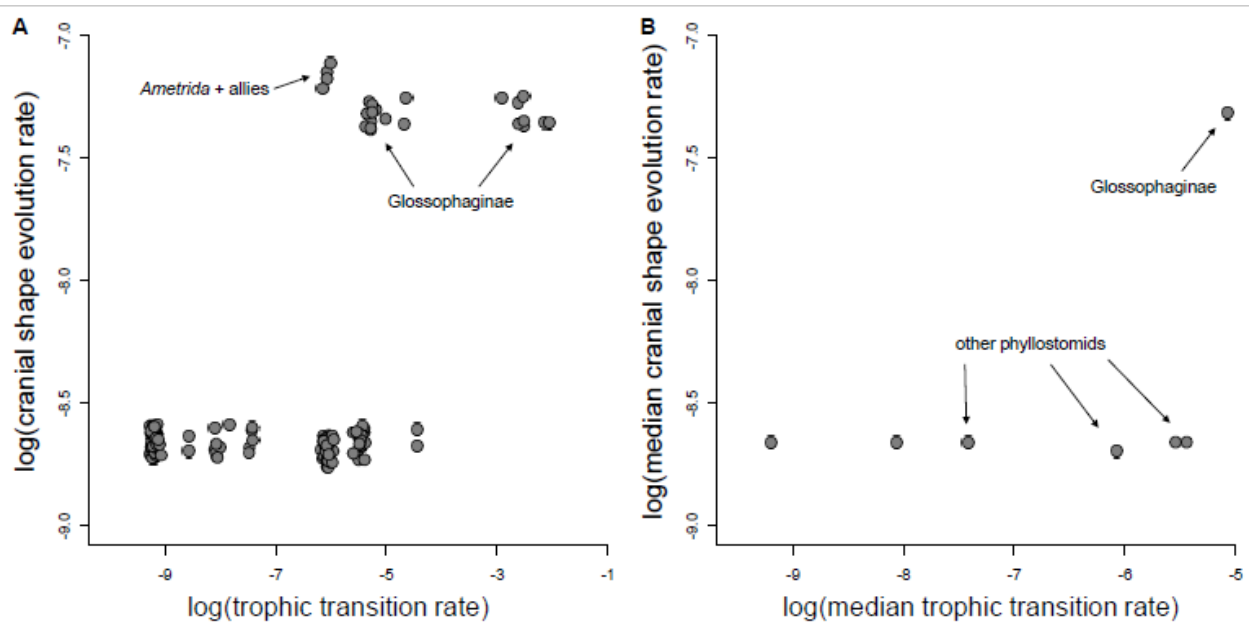 A
log(cranial shape evolution rate)
-7.0
-7.5
-8.0
-8.5
-9.0
Ametrida + allies
Glossophaginae
-9
-7
-5
-3
-1
log(trophic transition rate)
B
log(median cranial shape evolution rate)
-7.0
-7.5
-8.0
-8.5
-9.0
Glossophaginae
other phyllostomids
-9
-8
-7
-6
-5
log(median trophic transition rate)